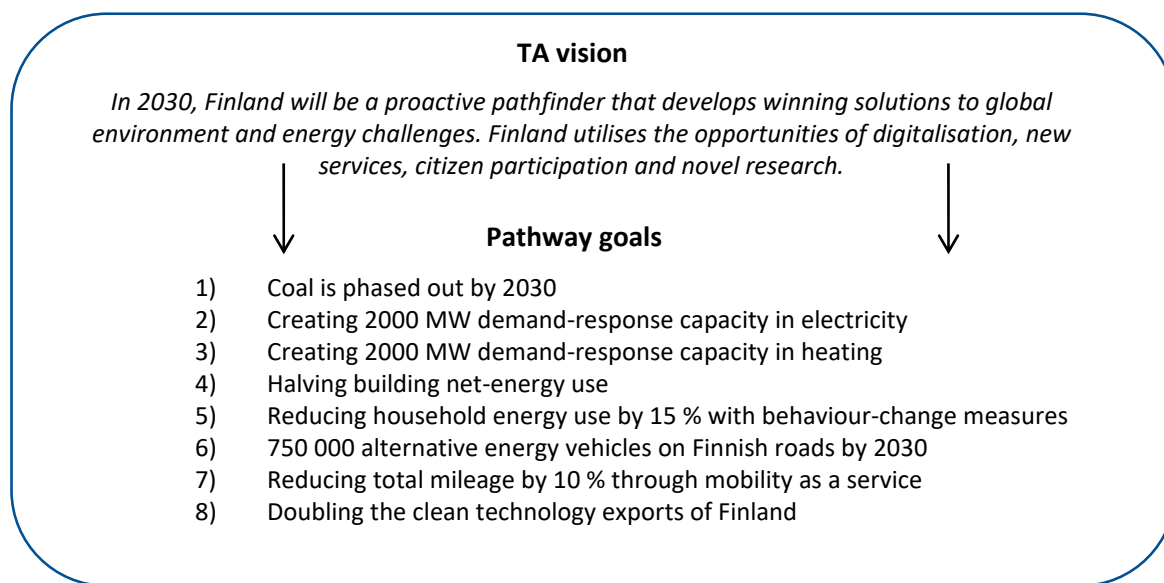 TA vision
In 2030, Finland will be a proactive pathfinder that develops winning solutions to global
environment and energy challenges. Finland utilises the opportunities of digitalisation, new
services, citizen participation and novel research.
Pathway goals
1) Coal is phased out by 2030
2) Creating 2000 MW demand-response capacity in electricity
3) Creating 2000 MW demand-response capacity in heating
4) Halving building net-energy use
5) Reducing household energy use by 15 % with behaviour-change measures
6) 750 000 alternative energy vehicles on Finnish roads by 2030
7) Reducing total mileage by 10 % through mobility as a service
8) Doubling the clean technology exports of Finland